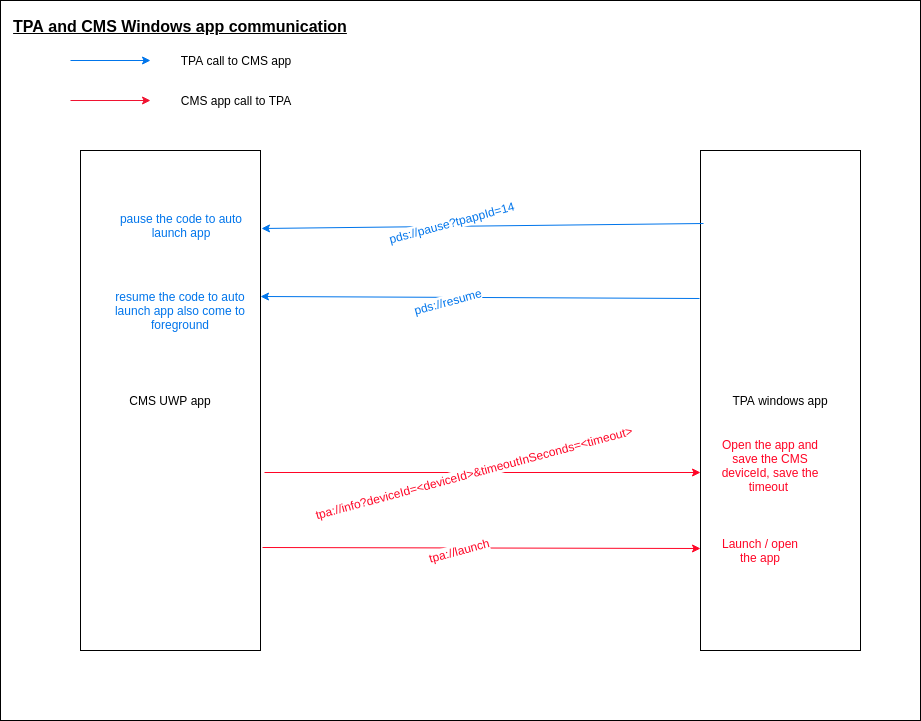 TPA and CMS Windows app communication
TPA call to CMS app
CMS app call to TPA
pause the code to auto
launch app
pds://pause?tpappId=14
resume the code to auto
launch app also come to
foreground
pds://resume
CMS UWP app
TPA windows app
tpa://info?deviceId=<deviceId>&timeoutInSeconds=<timeout>
Open the app and
save the CMS
deviceId, save the
timeout
tpa://launch
Launch / open
the app